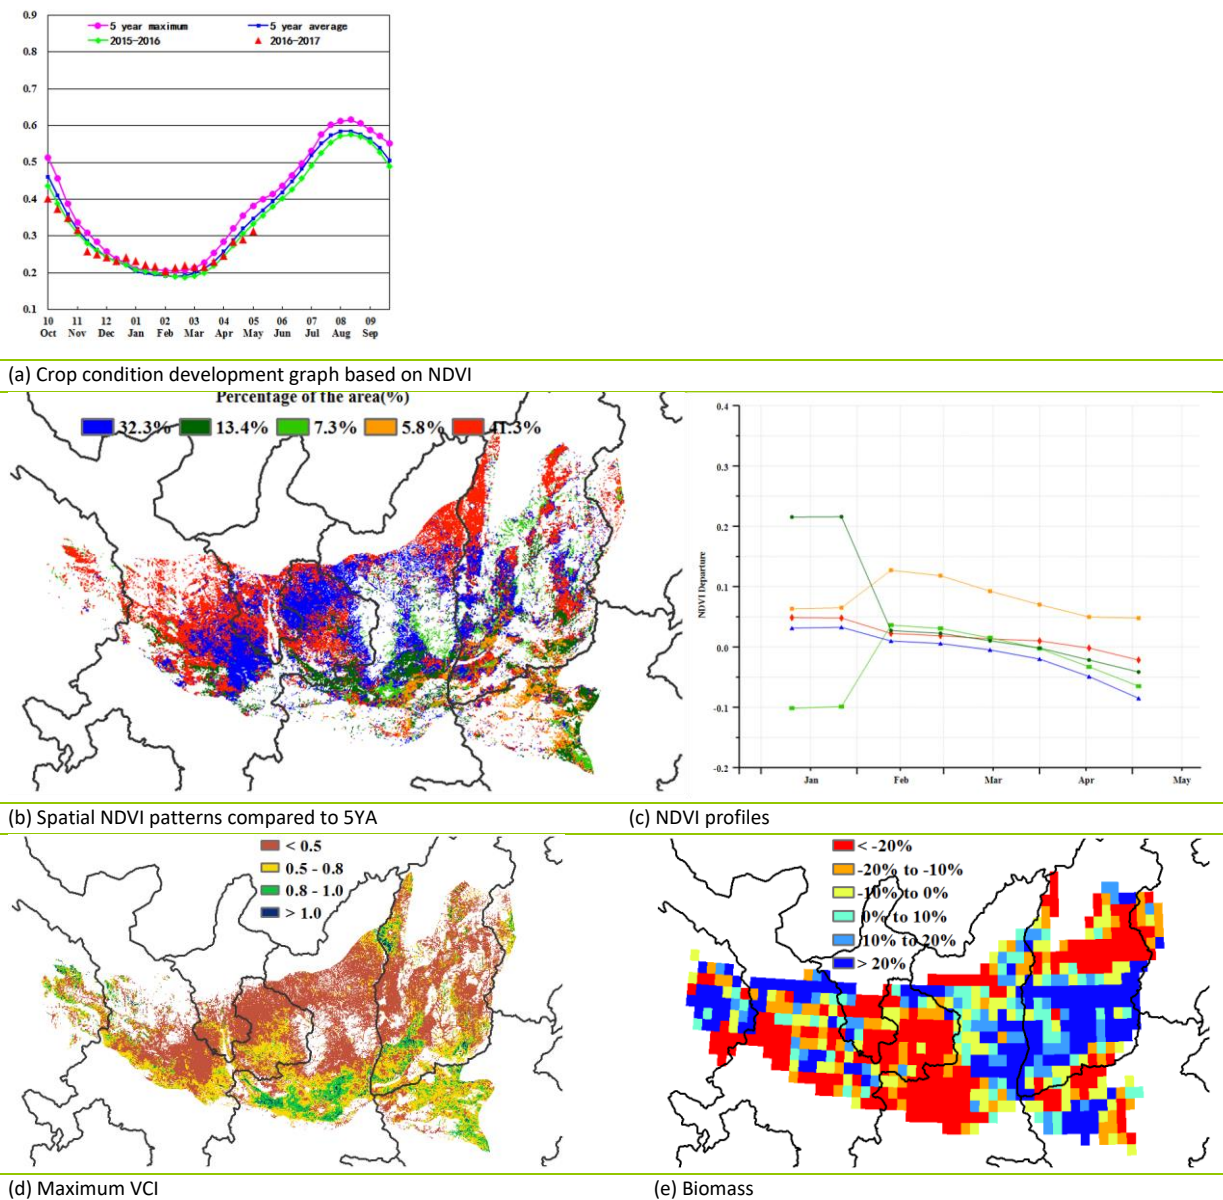 0.9
5 year maximum 5 year average
2015-2016 2016-2017
0.8
0.7
0.6
0.5
0.4
0.3
0.2
0.1
10 11 12 01 02 03 04 05 06 07 08 09
Oct Nov Dec Jan Feb Mar Apr May Jun Jul Aug Sep
(a) Crop condition development graph based on NDVI
Percentage of the area(%)
32.3% 13.4% 7.3% 5.8% 41.3%
0.4
0.3
0.2
0.1
0.0
-0.1
-0.2
NDVI Departure
Jan Feb Mar Apr May
(b) Spatial NDVI patterns compared to 5YA (c) NDVI profiles
< 0.5
0.5 - 0.8
0.8 - 1.0
> 1.0
< -20%
-20% to -10%
-10% to 0%
0% to 10%
10% to 20%
> 20%
(d) Maximum VCI (e) Biomass